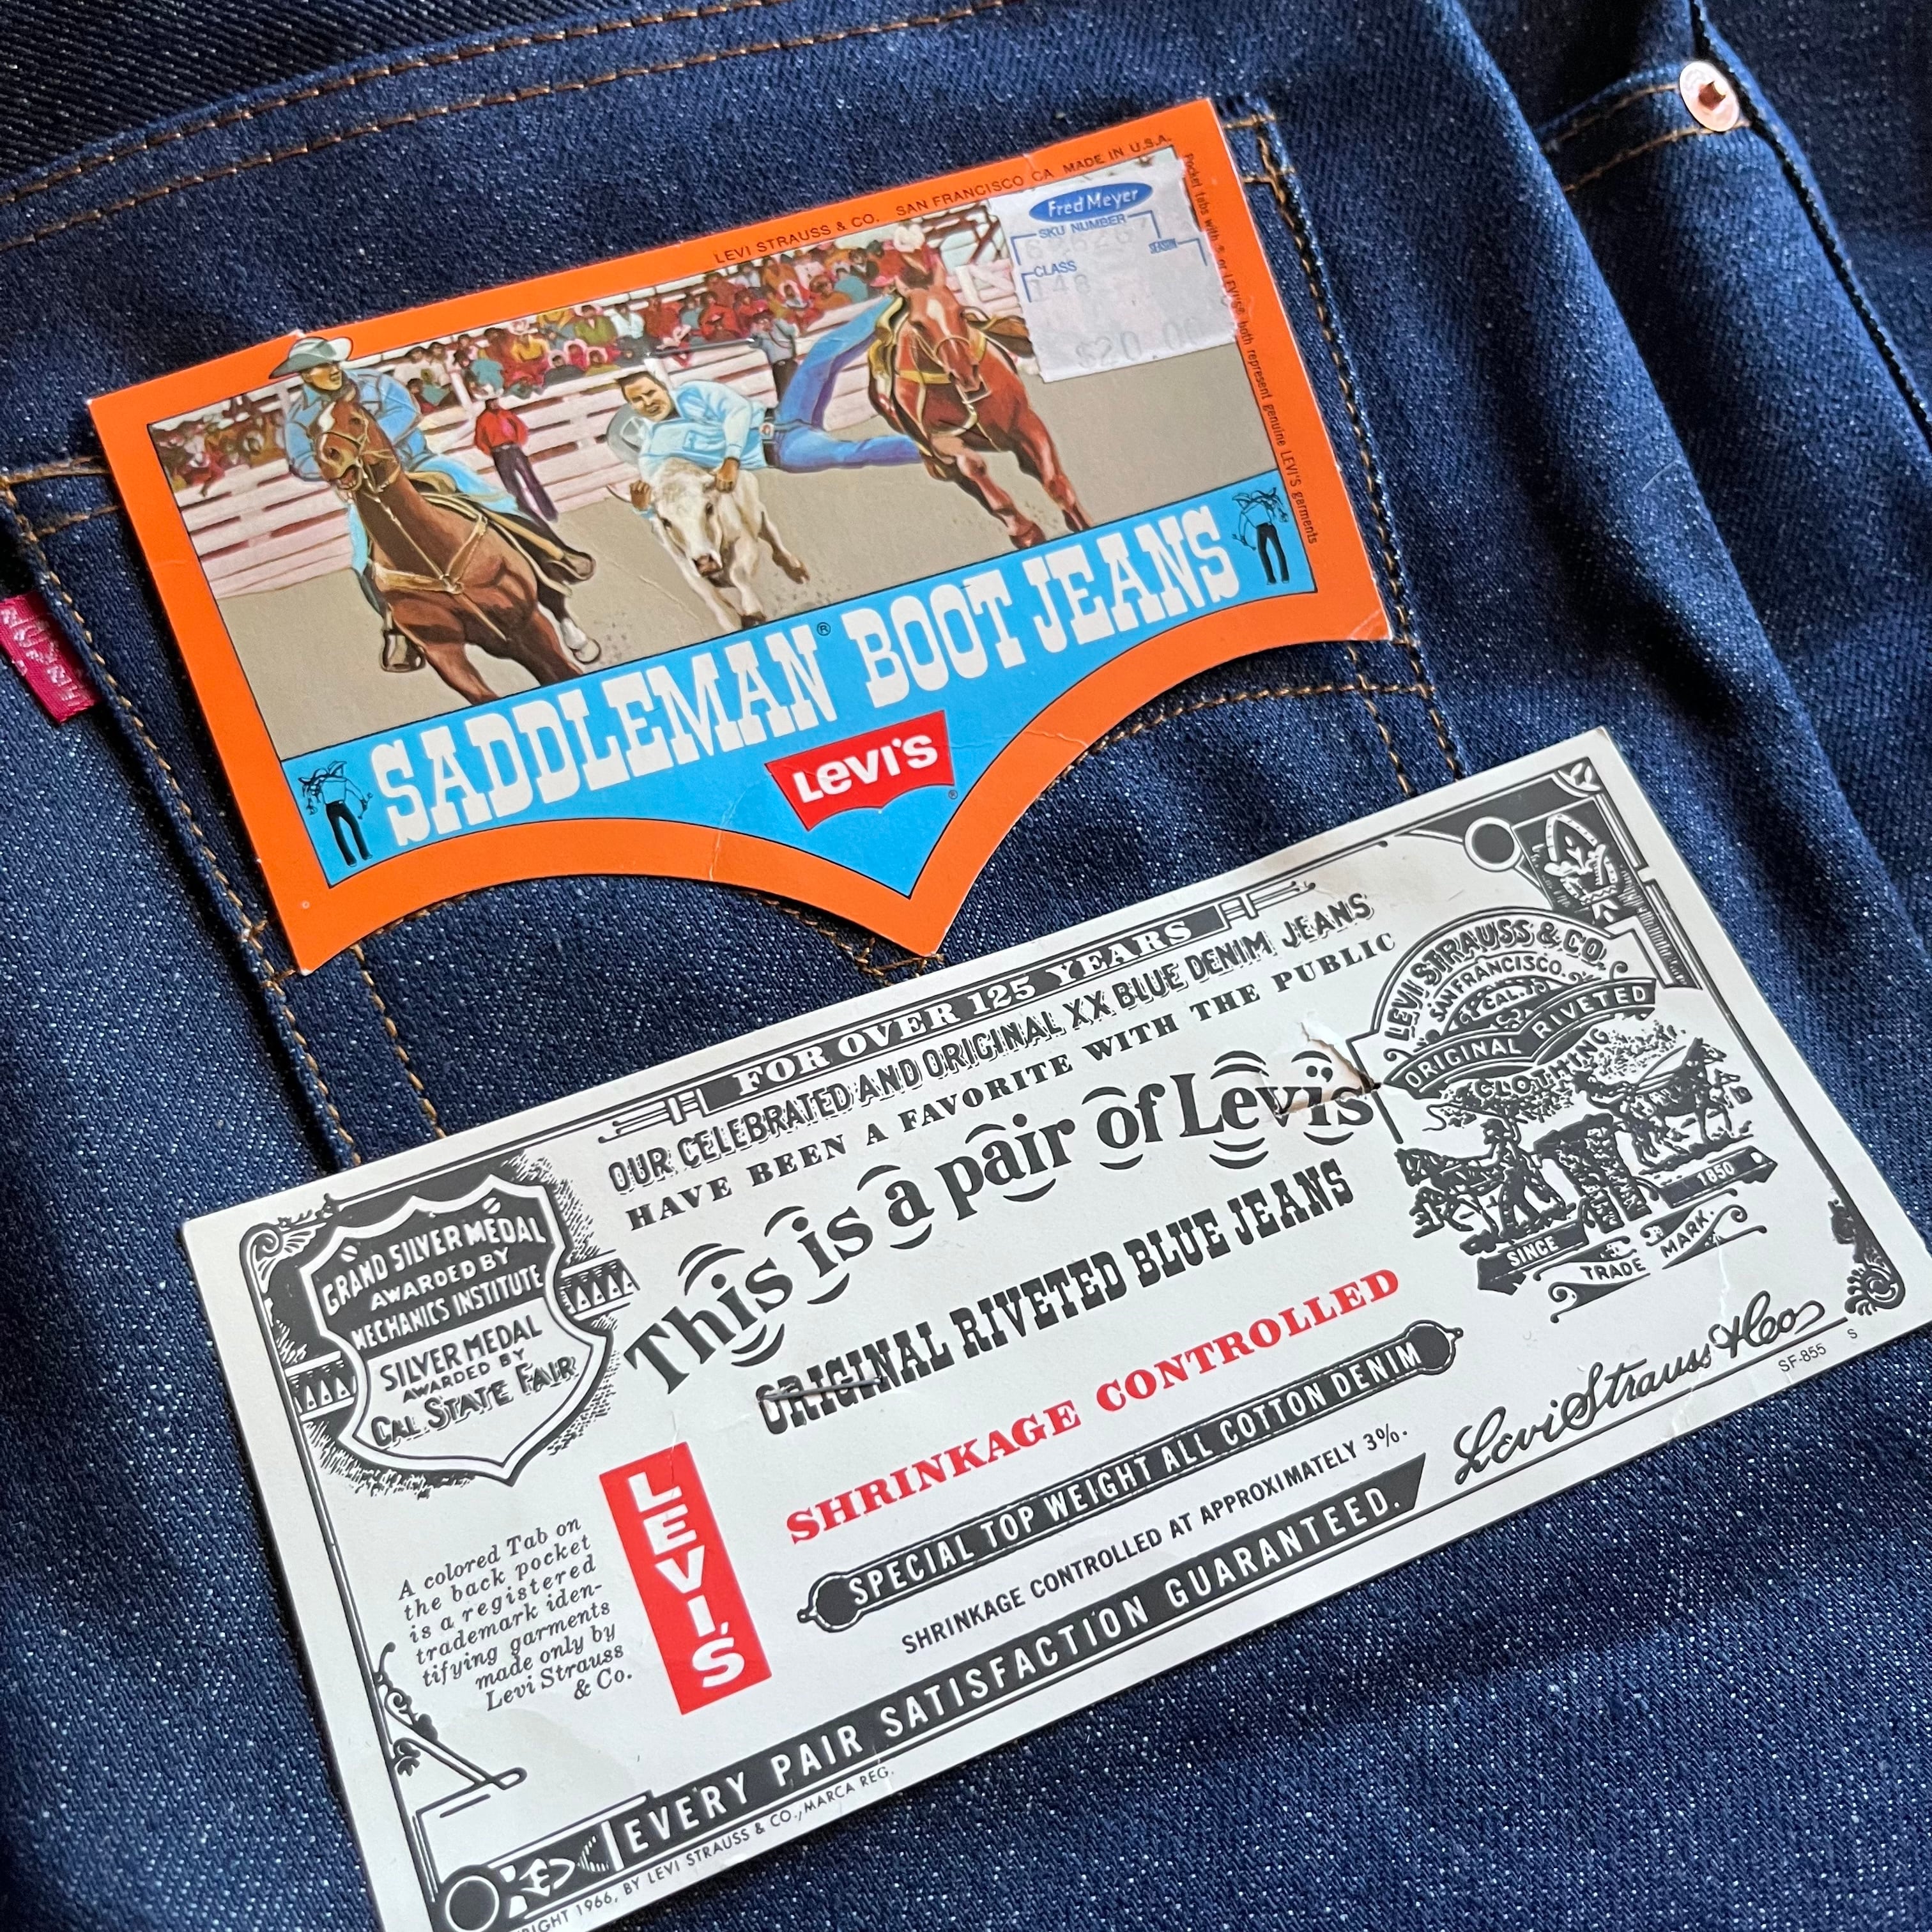 LEVI STRAUSS & CO. SAN FRANCISCO CA MADE IN U.S.A.
Pocket tabs with ® or LEVI'S® both represent genuine LEVI'S garments
Fred Meyer
SKU NUMBER
SEASON
CLASS
148
$20.00
SADDLEMAN® BOOT JEANS
LEVI'S®
FOR OVER 125 YEARS
OUR CELEBRATED AND ORIGINAL XX BLUE DENIM JEANS
HAVE BEEN A FAVORITE WITH THE PUBLIC
This is a pair of Levi's
ORIGINAL RIVETED BLUE JEANS
SHRINKAGE CONTROLLED
SPECIAL TOP WEIGHT ALL COTTON DENIM
SHRINKAGE CONTROLLED AT APPROXIMATELY 3%.
EVERY PAIR SATISFACTION GUARANTEED.
GRAND SILVER MEDAL
AWARDED BY
MECHANICS INSTITUTE
SILVER MEDAL
AWARDED BY
CAL. STATE FAIR
A colored Tab on
the back pocket
is a registered
trademark iden-
tifying garments
made only by
Levi Strauss
& Co.
LEVI'S
LEVI STRAUSS & CO.
SAN FRANCISCO.
CAL.
ORIGINAL RIVETED
CLOTHING
SINCE 1850
TRADE MARK.
Levi Strauss & Co
SF-855 S
1966, BY LEVI STRAUSS & CO., MARCA REG.